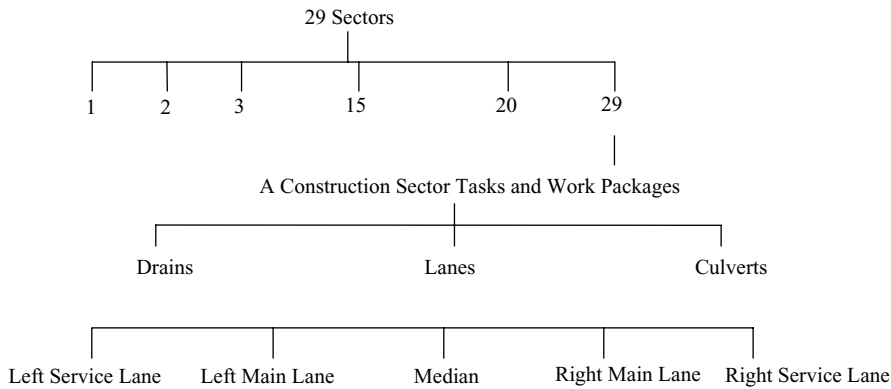 29 Sectors
1 2 3 15 20 29
A Construction Sector Tasks and Work Packages
Drains Lanes Culverts
Left Service Lane Left Main Lane Median Right Main Lane Right Service Lane